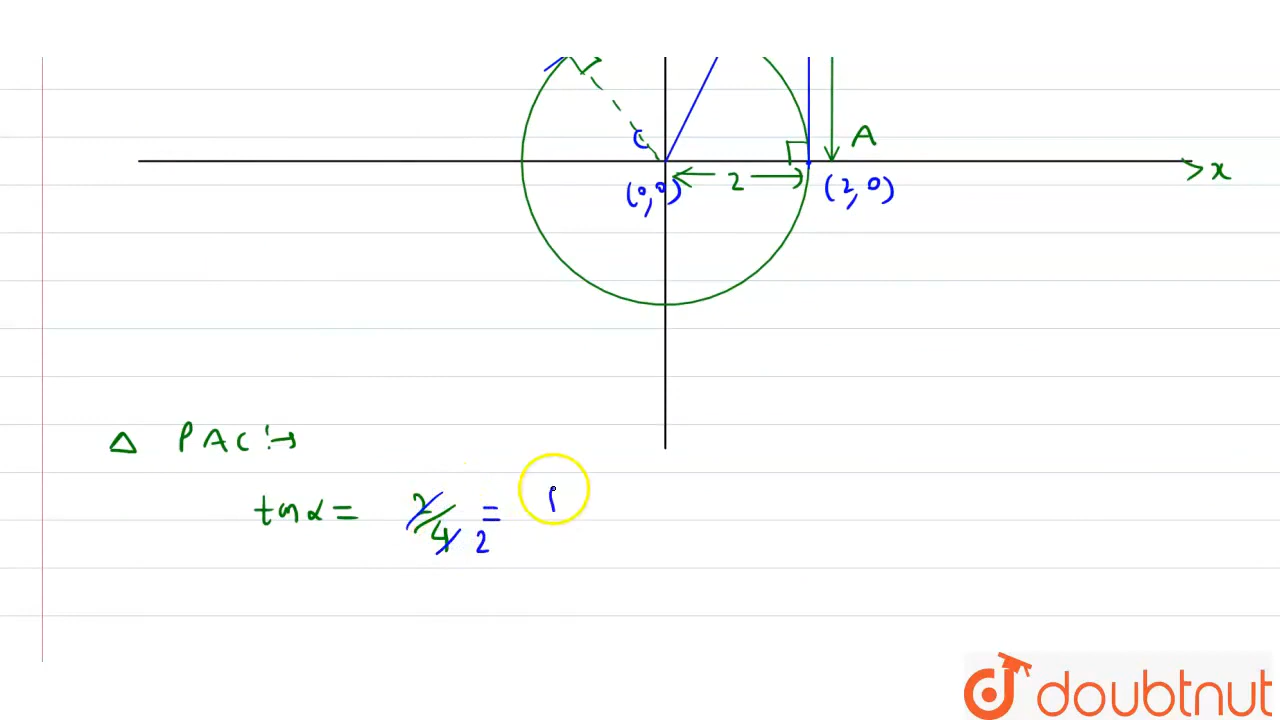 A
C
x
(0,0)
2
(2,0)
Δ PAC :→
tan α = 2/4 = 1
2
doubtnut